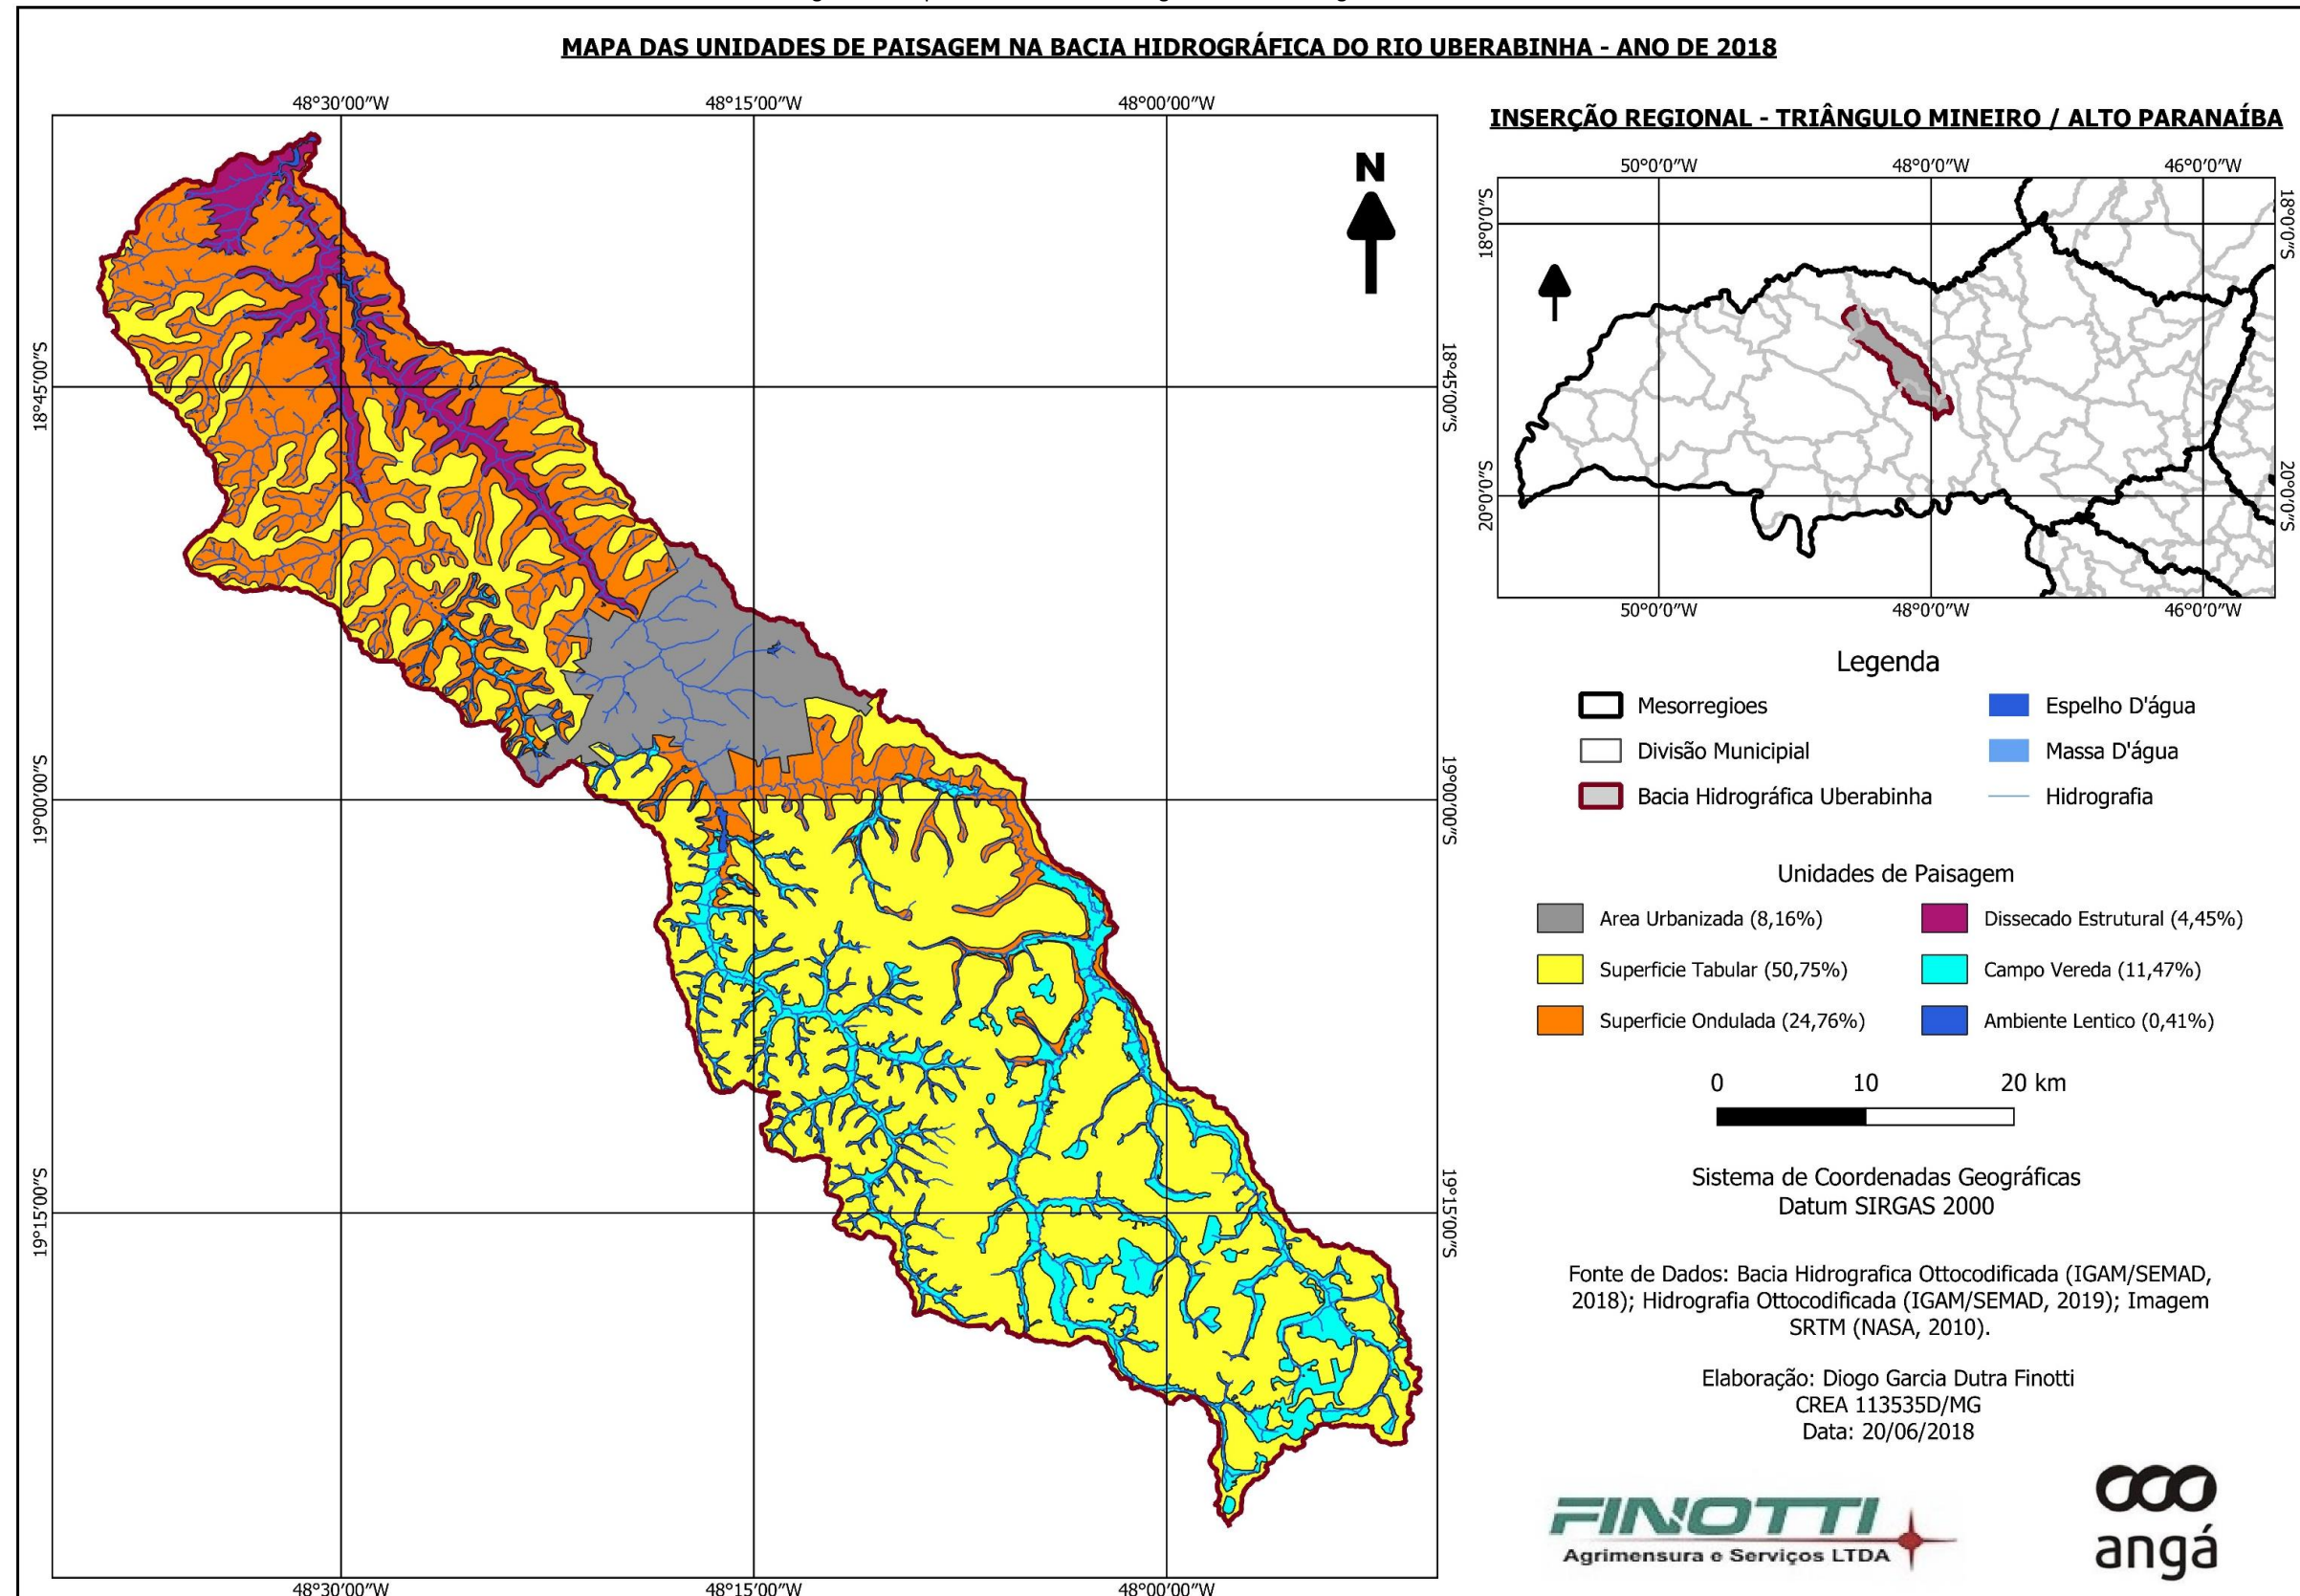 MAPA DAS UNIDADES DE PAISAGEM NA BACIA HIDROGRÁFICA DO RIO UBERABINHA - ANO DE 2018
48°30'00"W
48°15'00"W
48°00'00"W
18°45'00"S
18°45'00"S
19°00'00"S
19°00'00"S
19°15'00"S
19°15'00"S
48°30'00"W
48°15'00"W
48°00'00"W
N
INSERÇÃO REGIONAL - TRIÂNGULO MINEIRO / ALTO PARANAÍBA
50°0'0"W
48°0'0"W
46°0'0"W
18°0'0"S
18°0'0"S
20°0'0"S
20°0'0"S
50°0'0"W
48°0'0"W
46°0'0"W
Legenda
Mesorregioes
Espelho D'água
Divisão Municipal
Massa D'água
Bacia Hidrográfica Uberabinha
Hidrografia
Unidades de Paisagem
Area Urbanizada (8,16%)
Dissecado Estrutural (4,45%)
Superficie Tabular (50,75%)
Campo Vereda (11,47%)
Superficie Ondulada (24,76%)
Ambiente Lentico (0,41%)
0 10 20 km
Sistema de Coordenadas Geográficas
Datum SIRGAS 2000
Fonte de Dados: Bacia Hidrografica Ottocodificada (IGAM/SEMAD,
2018); Hidrografia Ottocodificada (IGAM/SEMAD, 2019); Imagem
SRTM (NASA, 2010).
Elaboração: Diogo Garcia Dutra Finotti
CREA 113535D/MG
Data: 20/06/2018
FINOTTI
Agrimensura e Serviços LTDA
angá